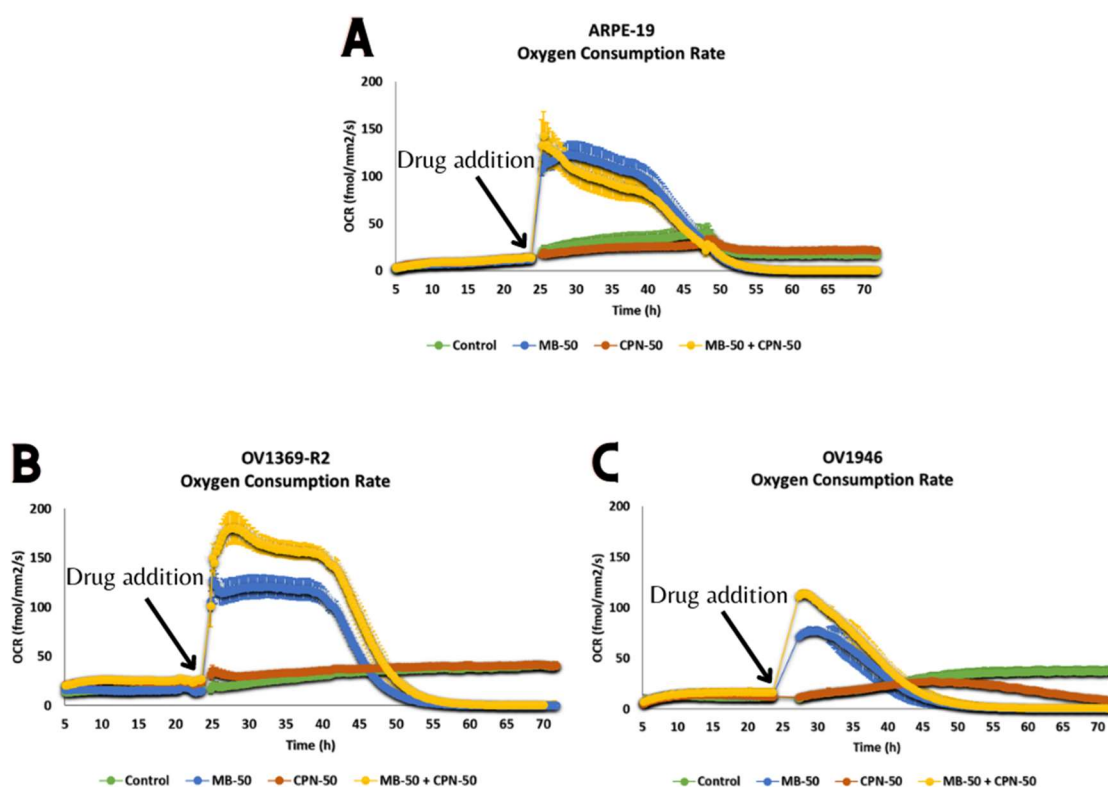 A
ARPE-19
Oxygen Consumption Rate
200
150
100
50
0
OCR (fmol/mm2/s)
Drug addition
5 10 15 20 25 30 35 40 45 50 55 60 65 70
Time (h)
Control MB-50 CPN-50 MB-50 + CPN-50
B
OV1369-R2
Oxygen Consumption Rate
200
150
100
50
0
OCR (fmol/mm2/s)
Drug addition
5 10 15 20 25 30 35 40 45 50 55 60 65 70
Time (h)
Control MB-50 CPN-50 MB-50 + CPN-50
C
OV1946
Oxygen Consumption Rate
200
150
100
50
0
OCR (fmol/mm2/s)
Drug addition
5 10 15 20 25 30 35 40 45 50 55 60 65 70
Time (h)
Control MB-50 CPN-50 MB-50 + CPN-50